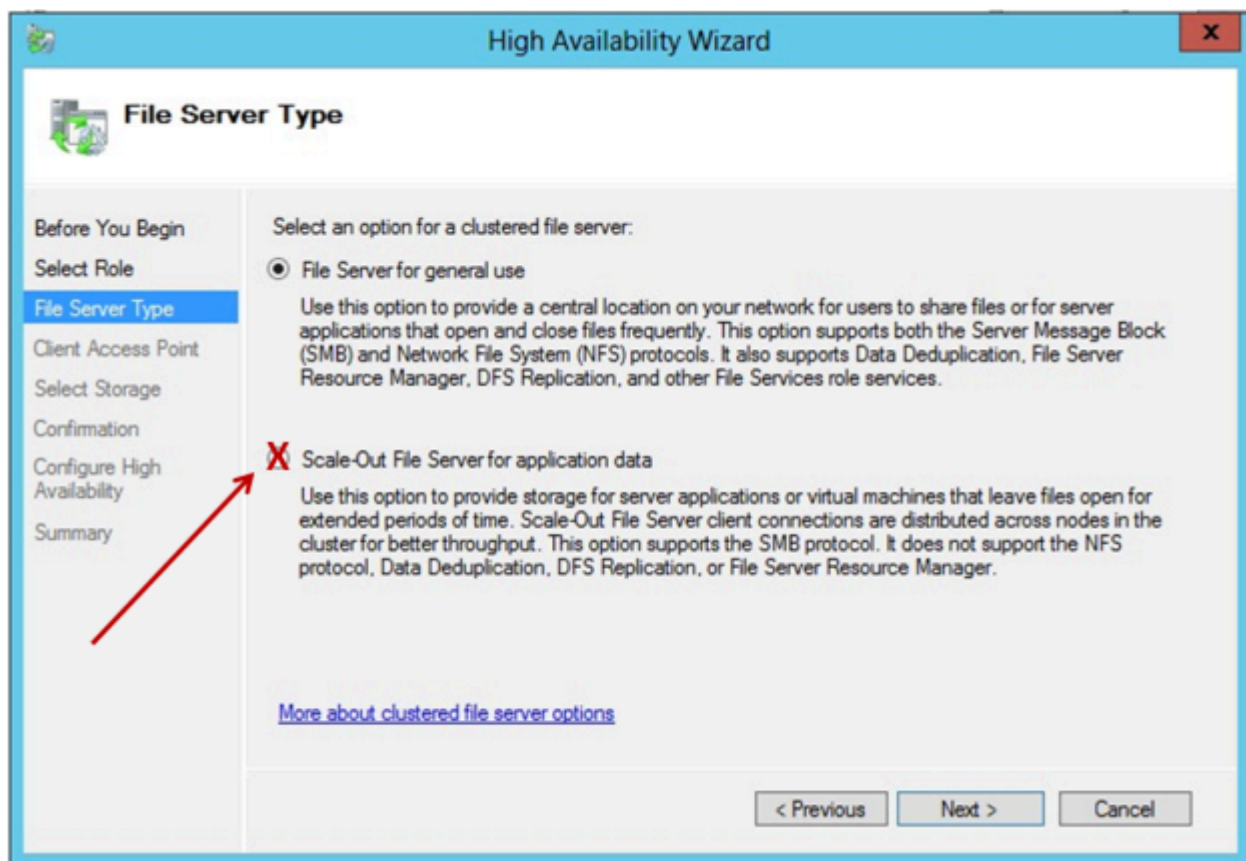 High Availability Wizard
x
File Server Type
Before You Begin
Select Role
File Server Type
Client Access Point
Select Storage
Confirmation
Configure High
Availability
Summary
Select an option for a clustered file server:
File Server for general use
Use this option to provide a central location on your network for users to share files or for server
applications that open and close files frequently. This option supports both the Server Message Block
(SMB) and Network File System (NFS) protocols. It also supports Data Deduplication, File Server
Resource Manager, DFS Replication, and other File Services role services.
X Scale-Out File Server for application data
Use this option to provide storage for server applications or virtual machines that leave files open for
extended periods of time. Scale-Out File Server client connections are distributed across nodes in the
cluster for better throughput. This option supports the SMB protocol. It does not support the NFS
protocol, Data Deduplication, DFS Replication, or File Server Resource Manager.
More about clustered file server options
< Previous
Next >
Cancel